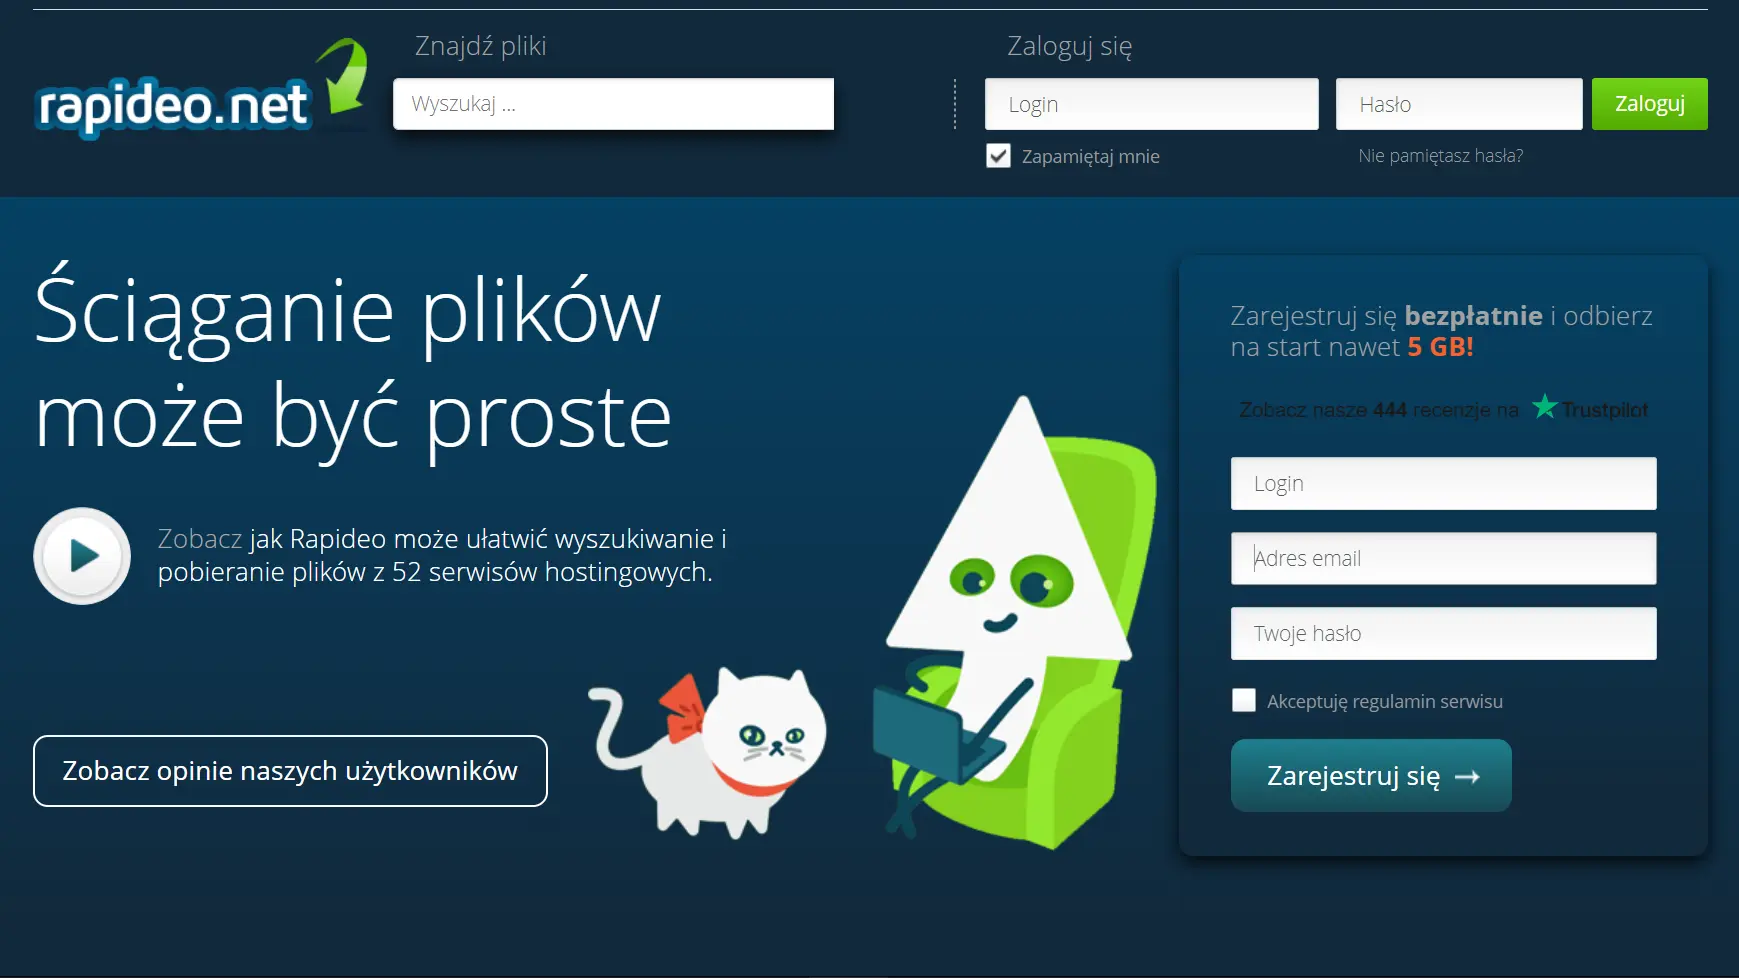 rapideo.net
Znajdź pliki
Wyszukaj ...
Zaloguj się
Login
Hasło
Zaloguj
Zapamiętaj mnie
Nie pamiętasz hasła?
Ściąganie plików
może być proste
Zobacz jak Rapideo może ułatwić wyszukiwanie i
pobieranie plików z 52 serwisów hostingowych.
Zobacz opinie naszych użytkowników
Zarejestruj się bezpłatnie i odbierz
na start nawet 5 GB!
Zobacz nasze 444 recenzje na Trustpilot
Login
Adres email
Twoje hasło
Akceptuję regulamin serwisu
Zarejestruj się →